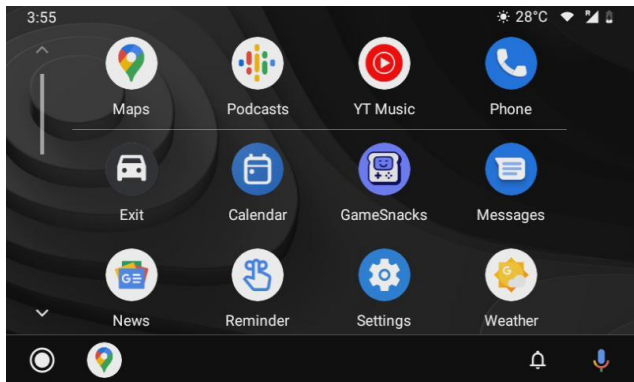 3:55 28°C R
Maps Podcasts YT Music Phone
Exit Calendar GameSnacks Messages
G
News Reminder Settings Weather